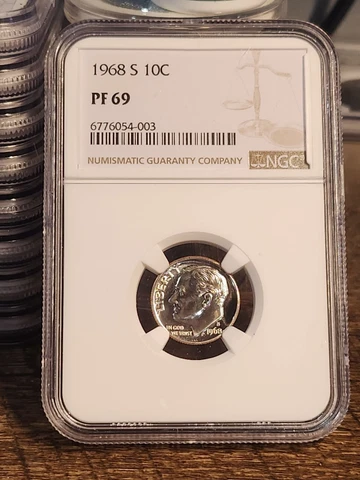 1968 S 10C
PF 69
6776054-003
NUMISMATIC GUARANTY COMPANY
NGC
LIBERTY
IN GOD
WE TRUST
S
1968